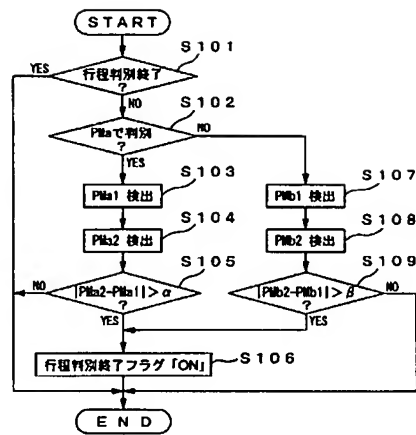 START
S101
YES
行程判別終了
?
NO
S102
PMaで判別
?
NO
YES
S103
PMa1 検出
S107
PMb1 検出
S104
PMa2 検出
S108
PMb2 検出
S105
NO
|PMa2-PMa1|>α
?
YES
S109
|PMb2-PMb1|>β
?
NO
YES
S106
行程判別終了フラグ「ON」
END